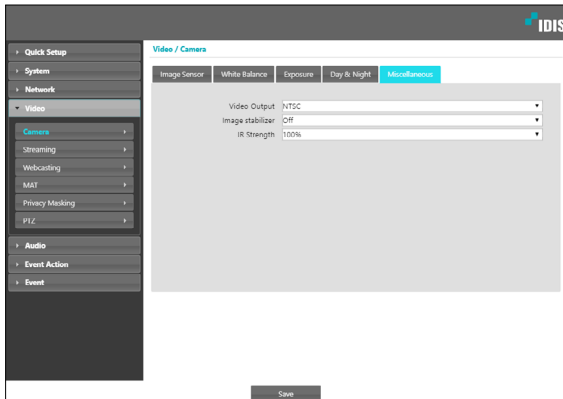 IDIS
Quick Setup
System
Network
Video
Camera
Streaming
Webcasting
MAT
Privacy Masking
PTZ
Audio
Event Action
Event
Video / Camera
Image Sensor White Balance Exposure Day & Night Miscellaneous
Video Output NTSC
Image stabilizer Off
IR Strength 100%
Save